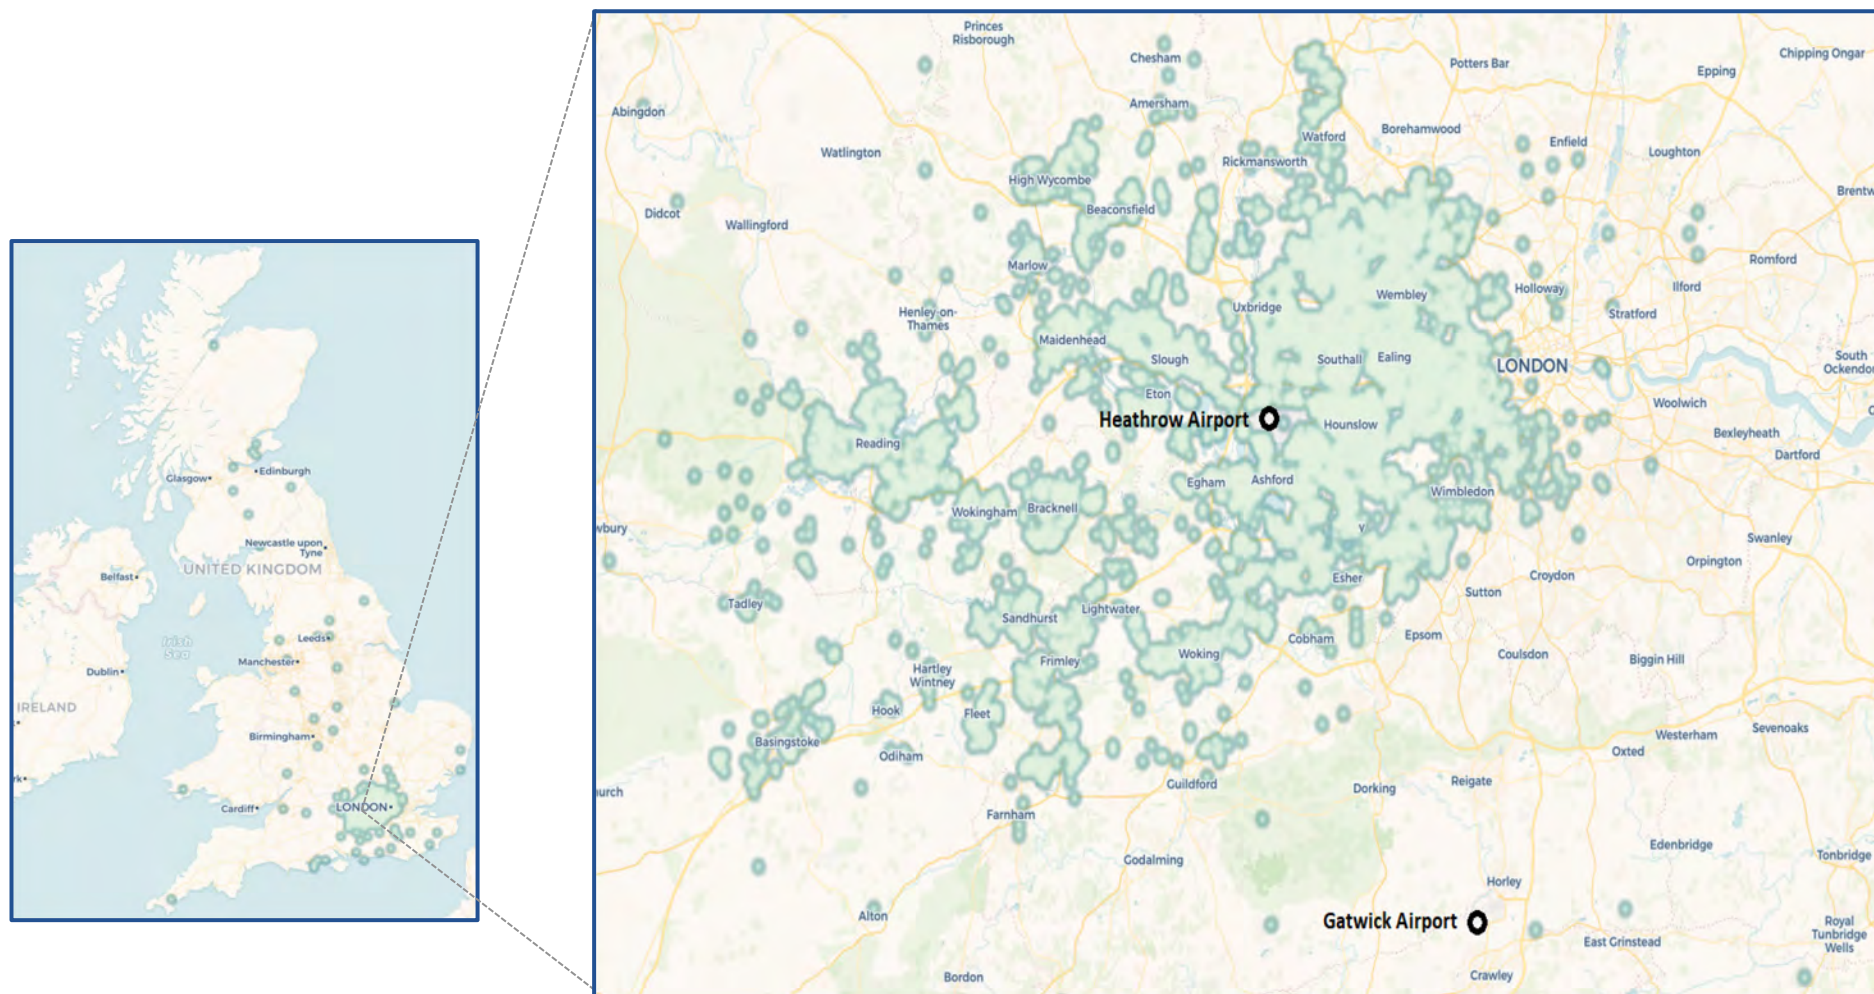 Glasgow
Edinburgh
Newcastle upon
Tyne
UNITED KINGDOM
Belfast
Irish
Sea
Leeds
Manchester
Dublin
IRELAND
Birmingham
rk
Cardiff
LONDON
Princes
Risborough
Chesham
Potters Bar
Chipping Ongar
Epping
Abingdon
Amersham
Watford
Borehamwood
Enfield
Loughton
Watlington
Rickmansworth
High Wycombe
Brentw
Didcot
Beaconsfield
Wallingford
Marlow
Romford
Holloway
Ilford
Wembley
Uxbridge
Henley-on-
Thames
Stratford
Maidenhead
Slough
Southall
Ealing
LONDON
South
Ockendon
Eton
Woolwich
Heathrow Airport
Hounslow
Bexleyheath
Reading
Dartford
Egham
Ashford
Wimbledon
Wokingham
Bracknell
wbury
y
Swanley
Orpington
Esher
Croydon
Sutton
Tadley
Lightwater
Sandhurst
Cobham
Epsom
Woking
Coulsdon
Biggin Hill
Frimley
Hartley
Wintney
Hook
Fleet
Sevenoaks
Westerham
Basingstoke
Oxted
Odiham
Guildford
Reigate
Dorking
urch
Farnham
Edenbridge
Godalming
Tonbridge
Horley
Alton
Gatwick Airport
Royal
Tunbridge
Wells
East Grinstead
Bordon
Crawley